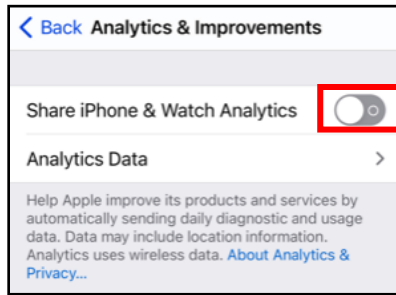 Back Analytics & Improvements
Share iPhone & Watch Analytics
Analytics Data
Help Apple improve its products and services by
automatically sending daily diagnostic and usage
data. Data may include location information.
Analytics uses wireless data. About Analytics &
Privacy...